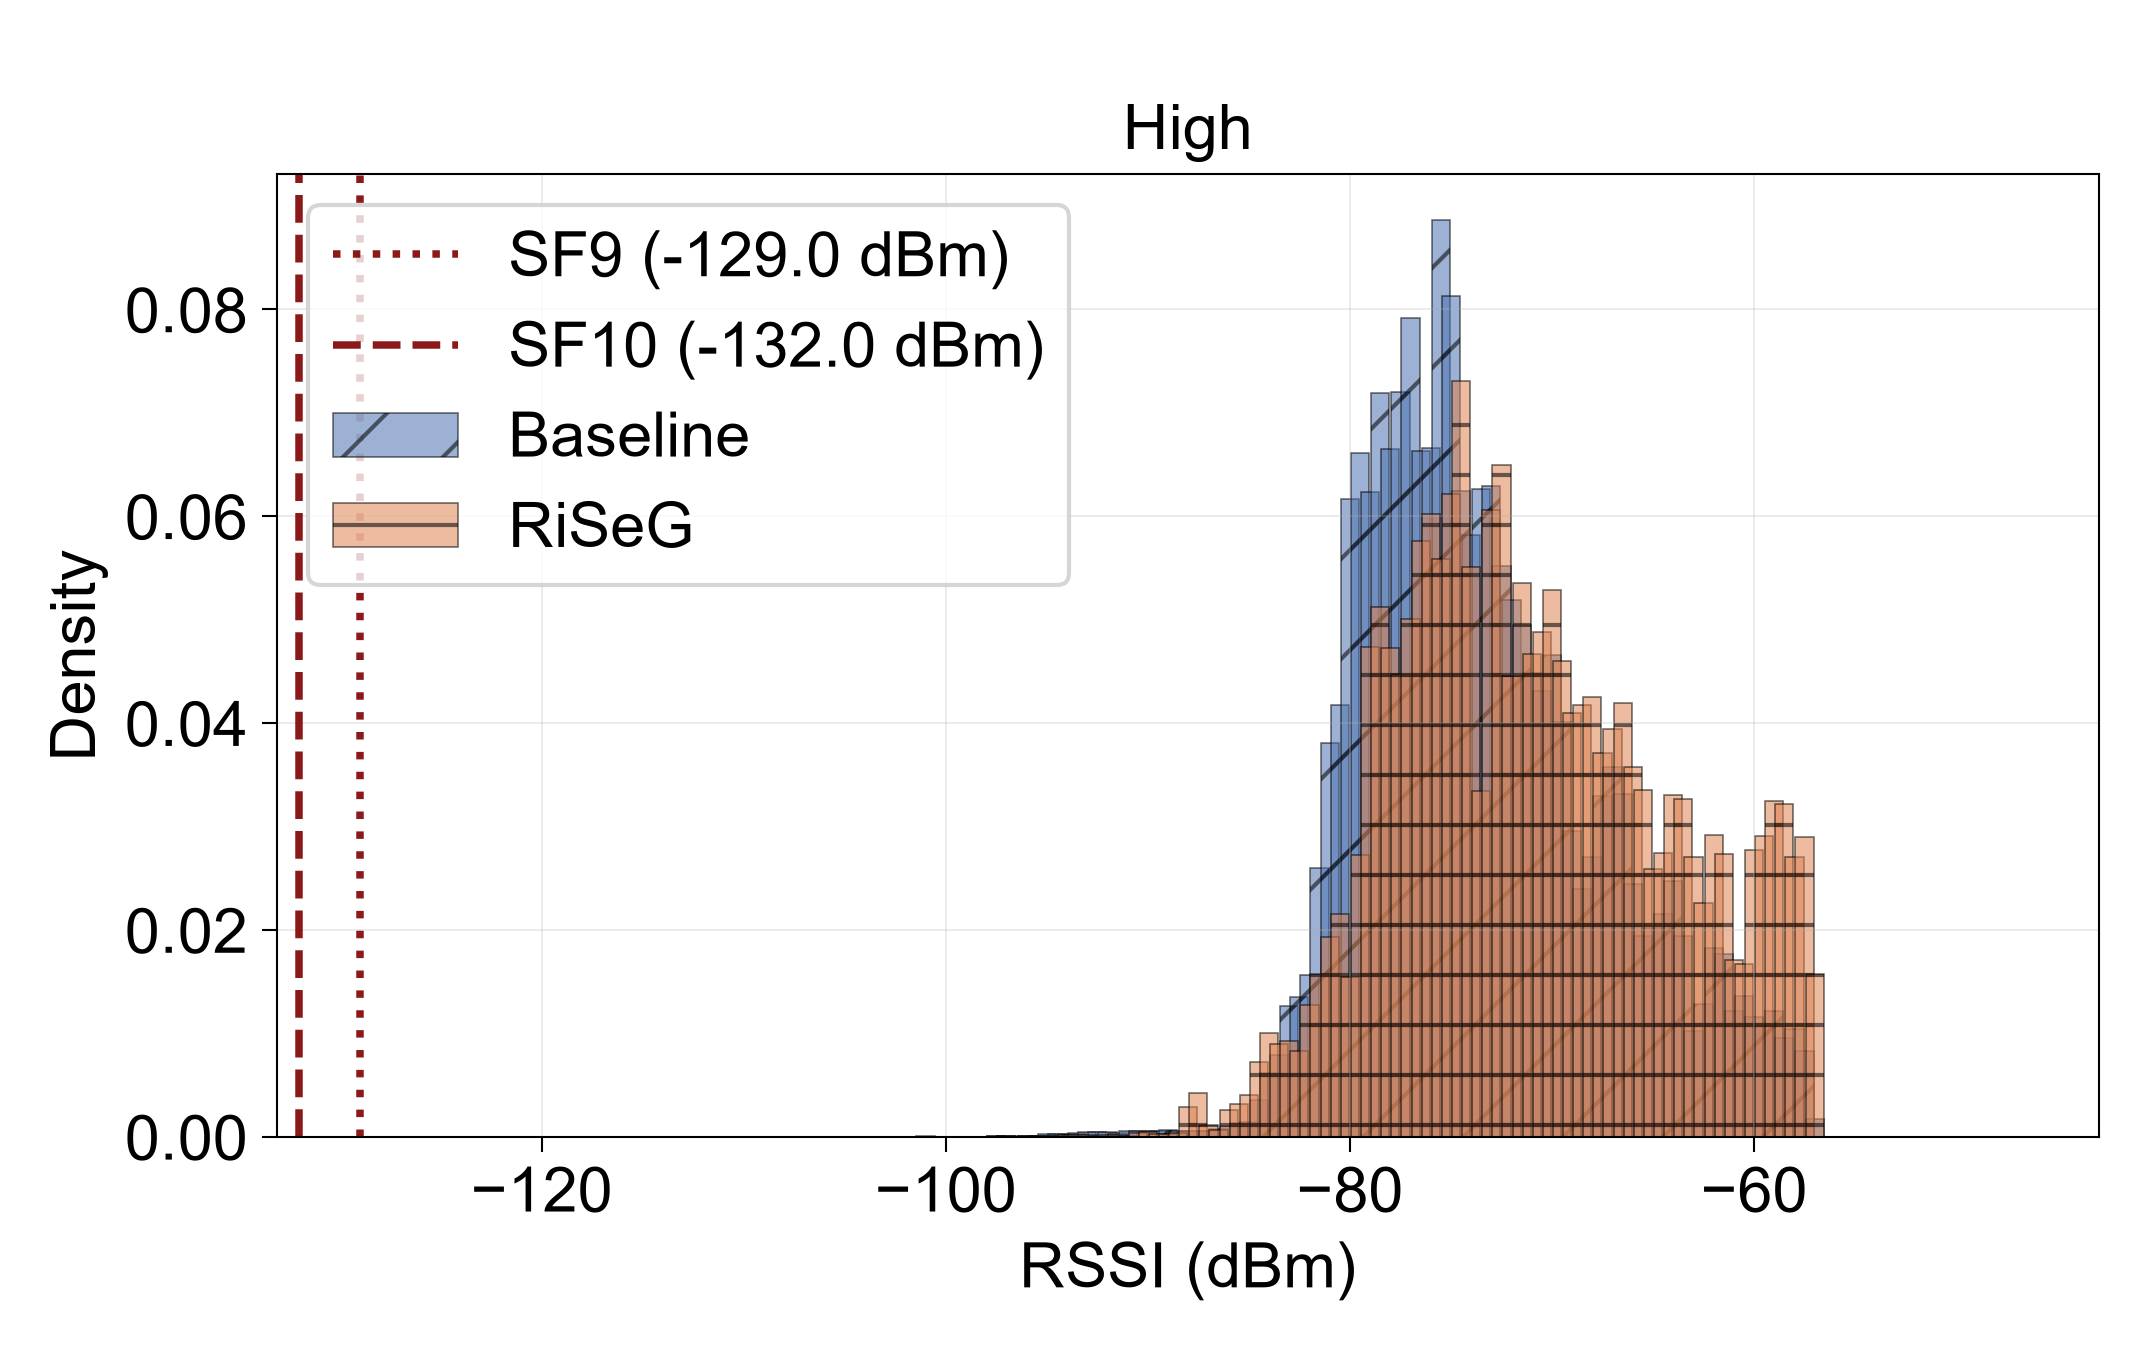 High
SF9 (-129.0 dBm)
SF10 (-132.0 dBm)
Baseline
RiSeG
Density
0.08
0.06
0.04
0.02
0.00
−120
−100
−80
−60
RSSI (dBm)